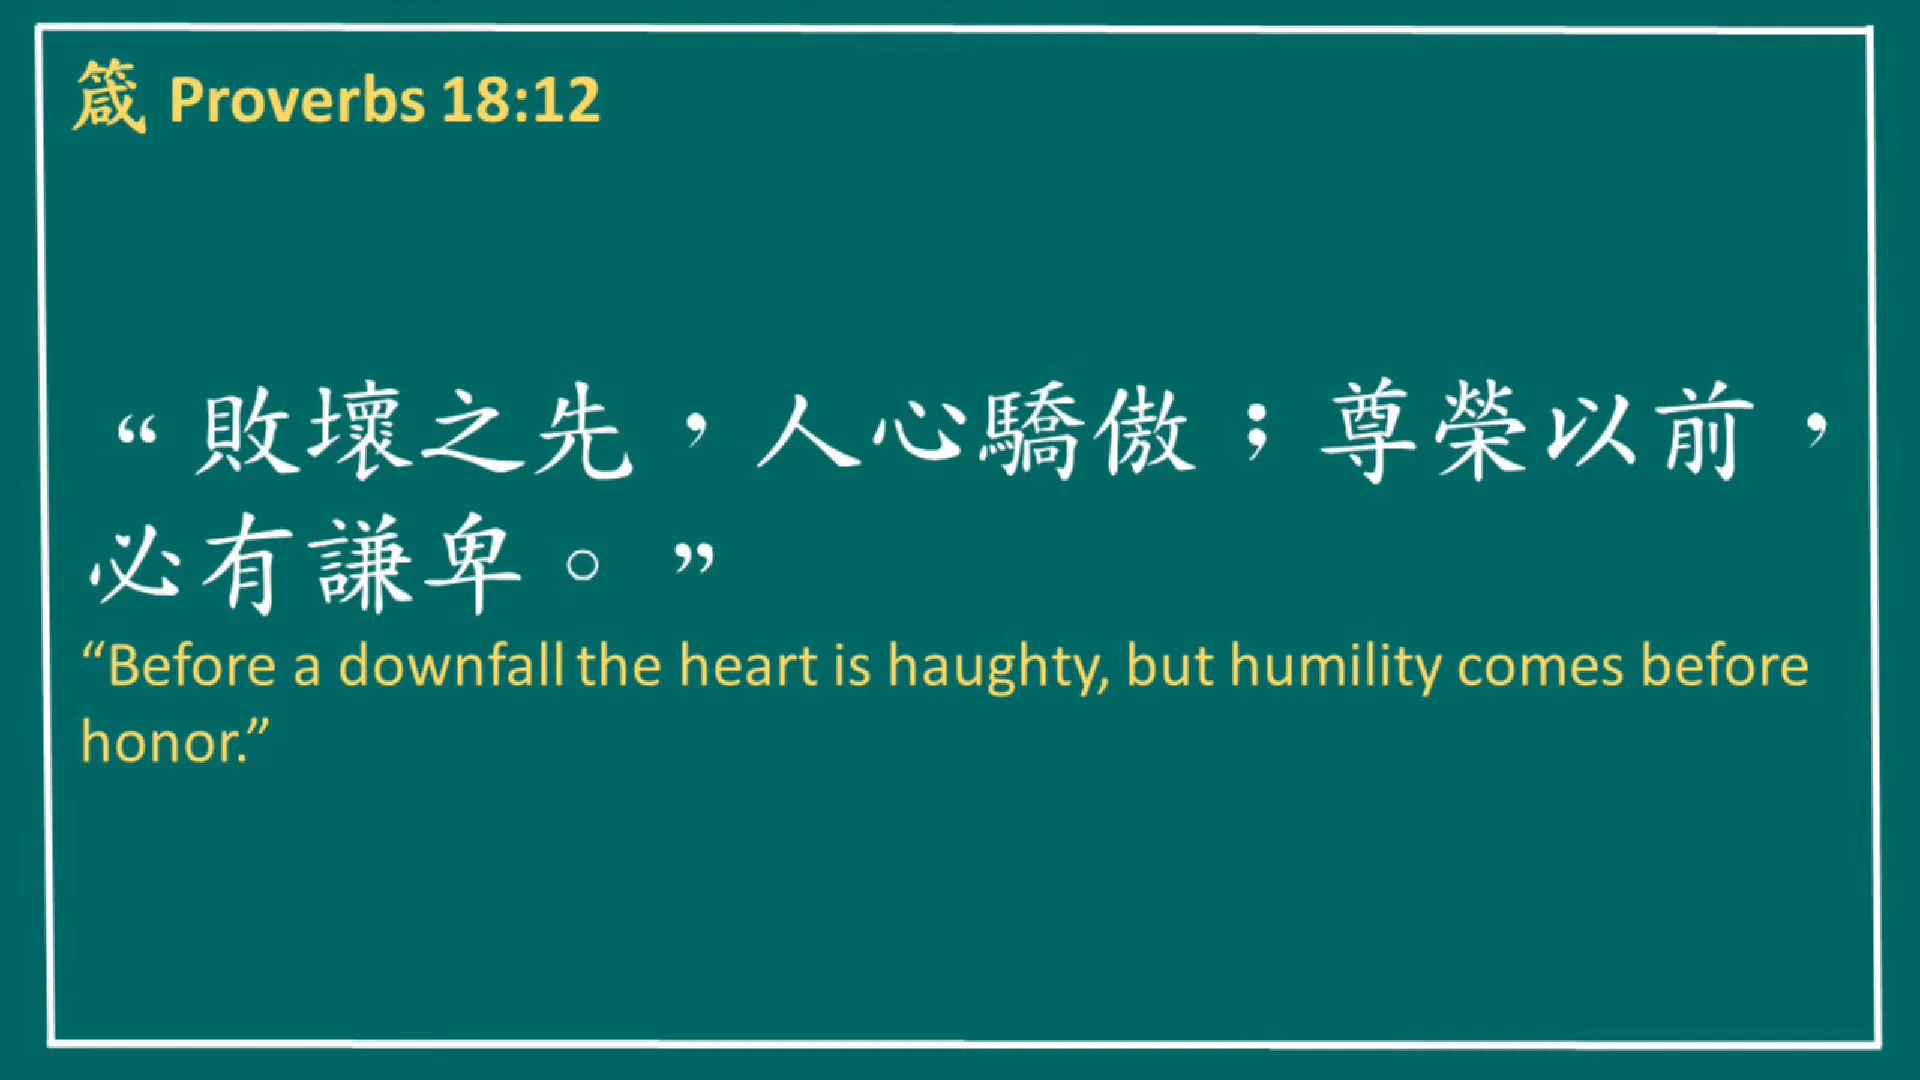 箴 Proverbs 18:12
“敗壞之先，人心驕傲；尊榮以前，
必有謙卑。”
“Before a downfall the heart is haughty, but humility comes before
honor.”